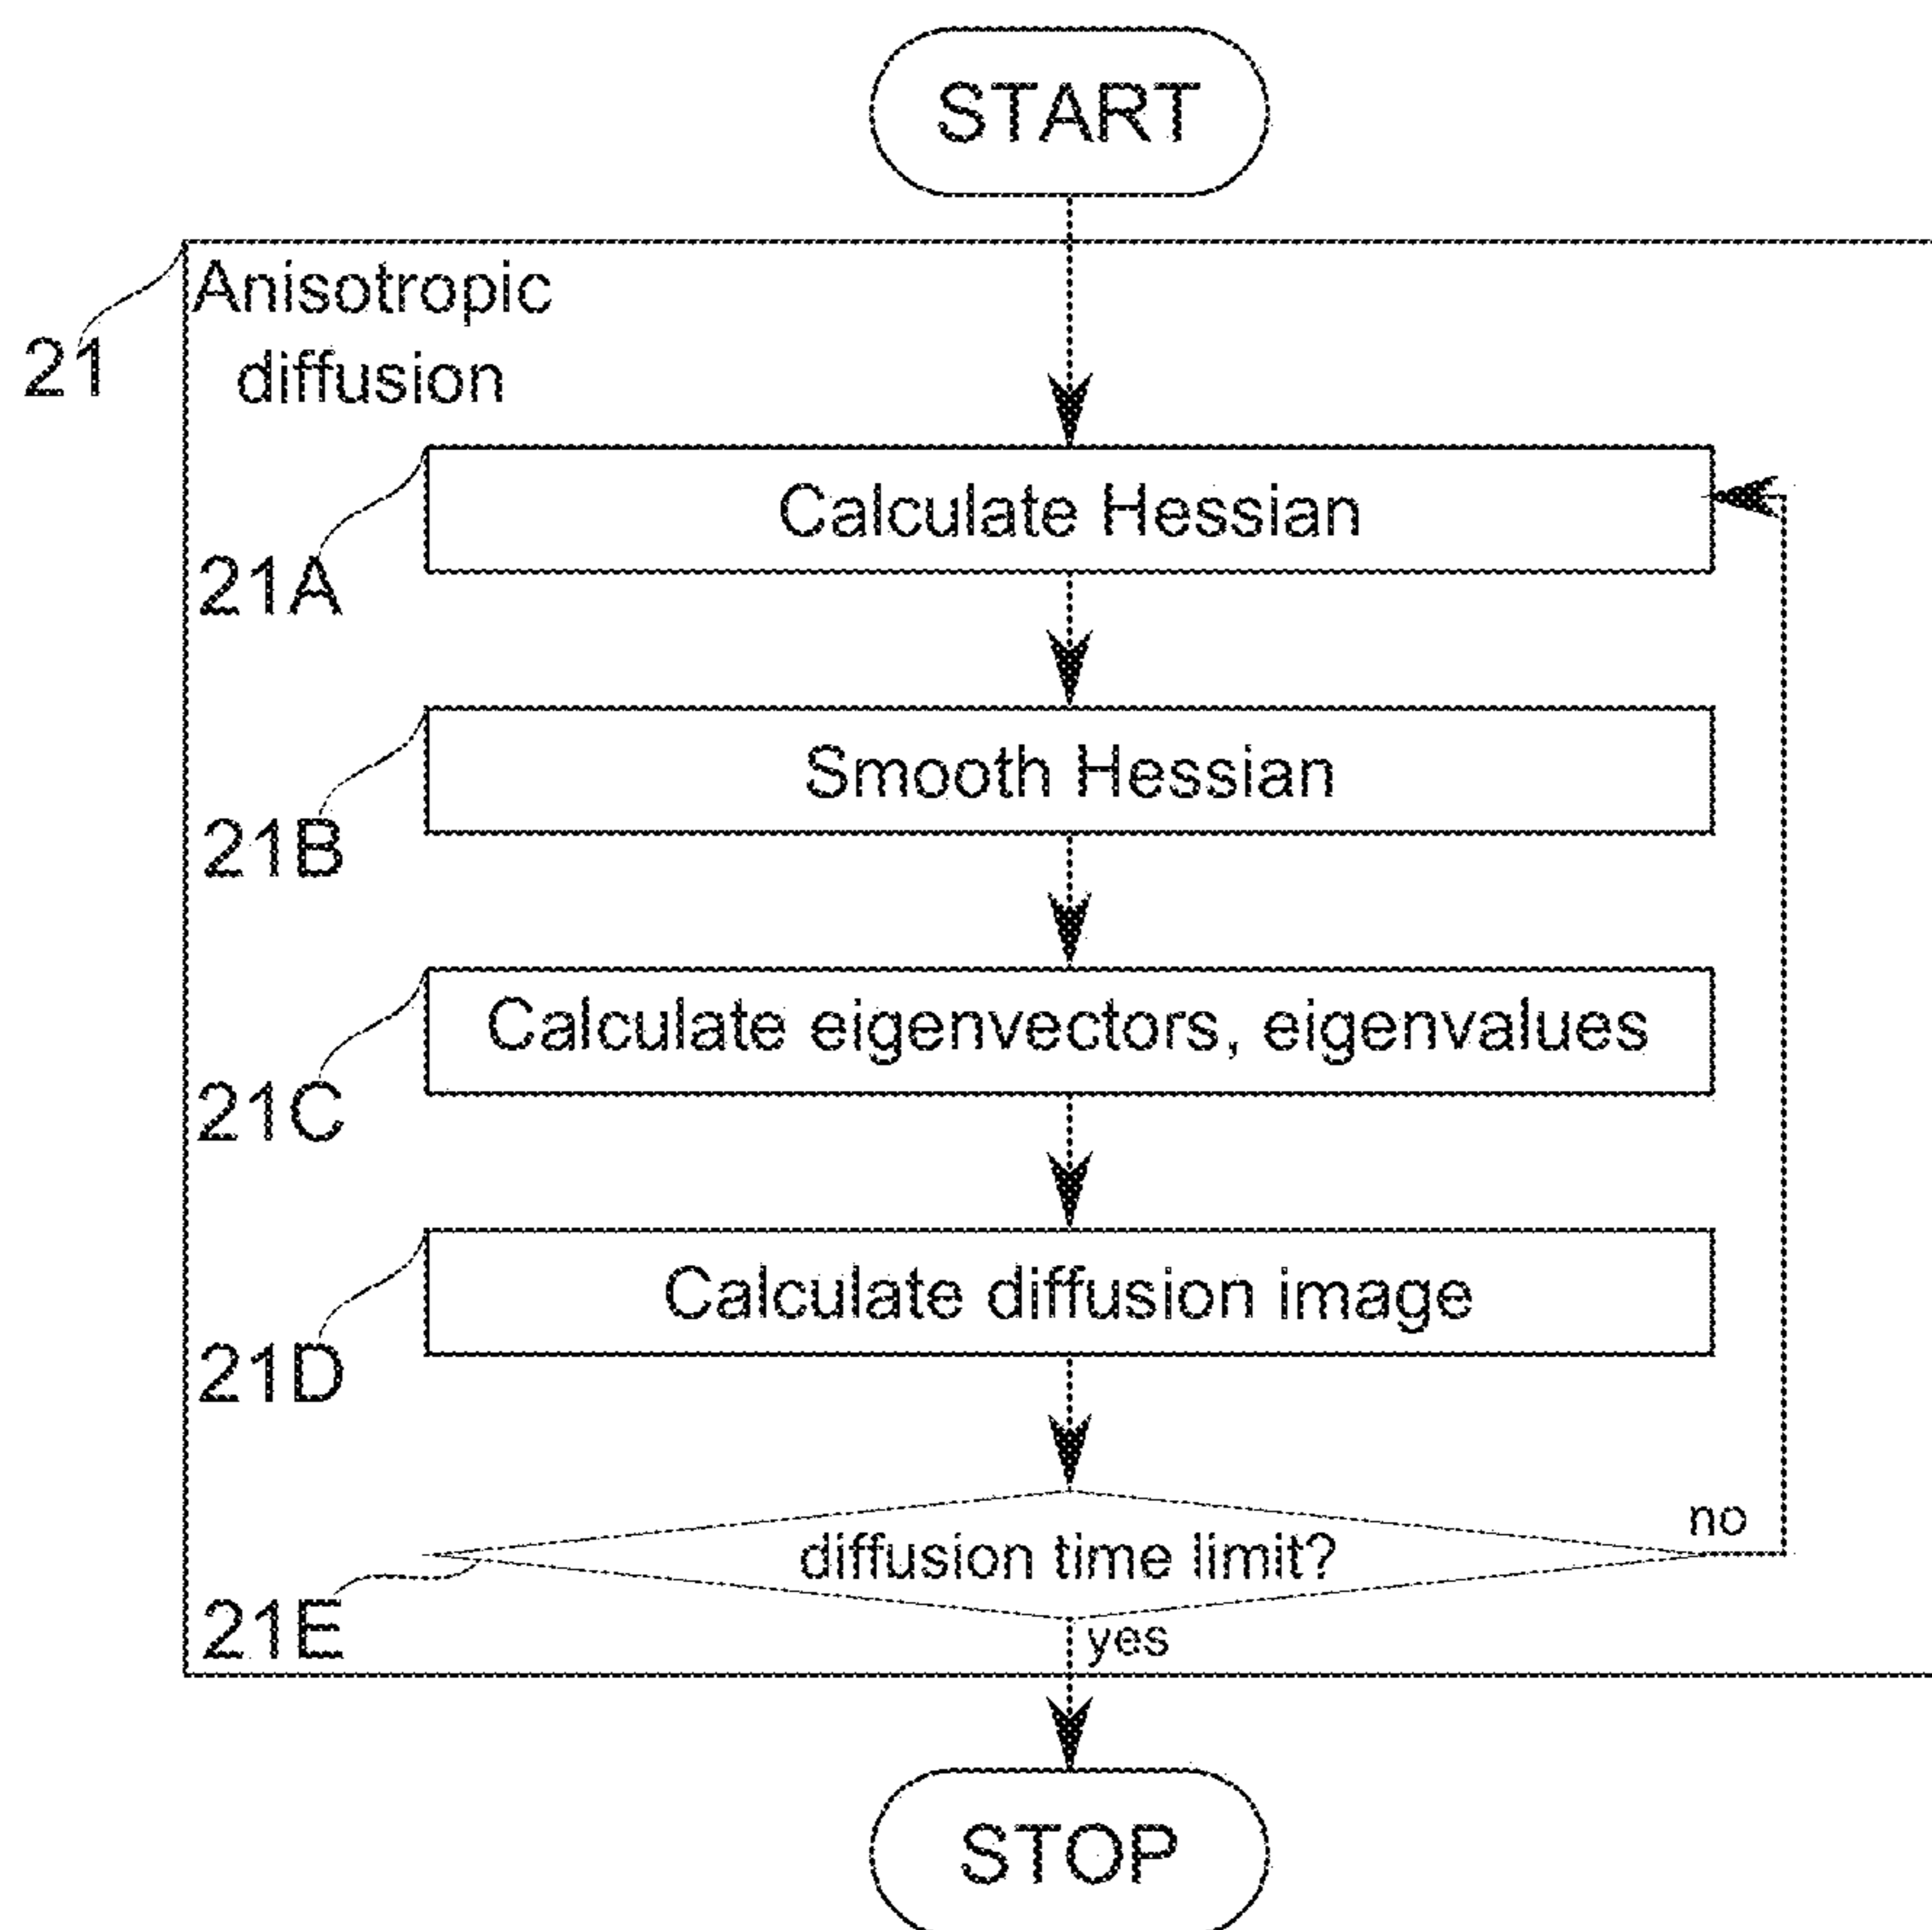 START
Anisotropic
diffusion
21
Calculate Hessian
21A
Smooth Hessian
21B
Calculate eigenvectors, eigenvalues
21C
Calculate diffusion image
21D
no
diffusion time limit?
21E
yes
STOP